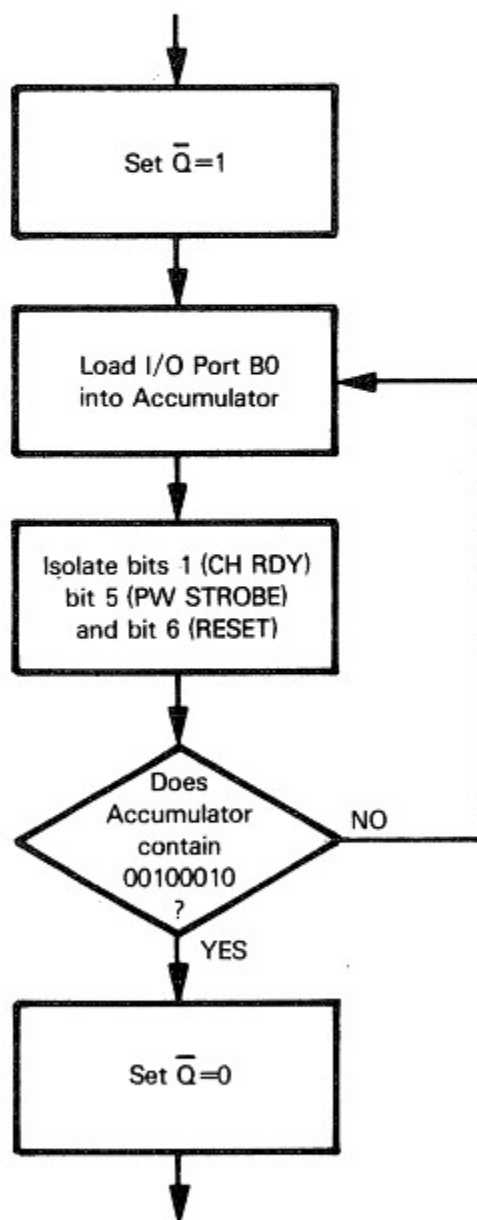 Set Q̅=1
Load I/O Port B0
into Accumulator
Isolate bits 1 (CH RDY)
bit 5 (PW STROBE)
and bit 6 (RESET)
Does
Accumulator
contain
00100010
?
NO
YES
Set Q̅=0